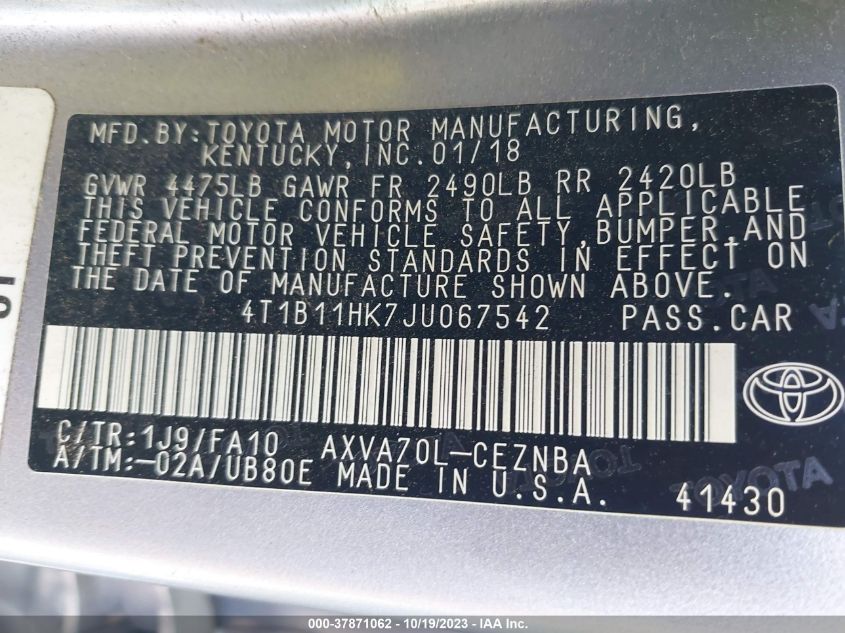 MFD.BY:TOYOTA MOTOR MANUFACTURING,
KENTUCKY,INC.01/18
GVWR 4475LB GAWR FR 2490LB RR 2420LB
THIS VEHICLE CONFORMS TO ALL APPLICABLE
FEDERAL MOTOR VEHICLE SAFETY,BUMPER,AND
THEFT PREVENTION STANDARDS IN EFFECT ON
THE DATE OF MANUFACTURE SHOWN ABOVE.
4T1B11HK7JU067542 PASS.CAR
C/TR:1J9/FA10 AXVA70L-CEZNBA
A/TM:-02A/UB80E MADE IN U.S.A. 41430
TOYOTA
000-37871062 - 10/19/2023 - IAA Inc.